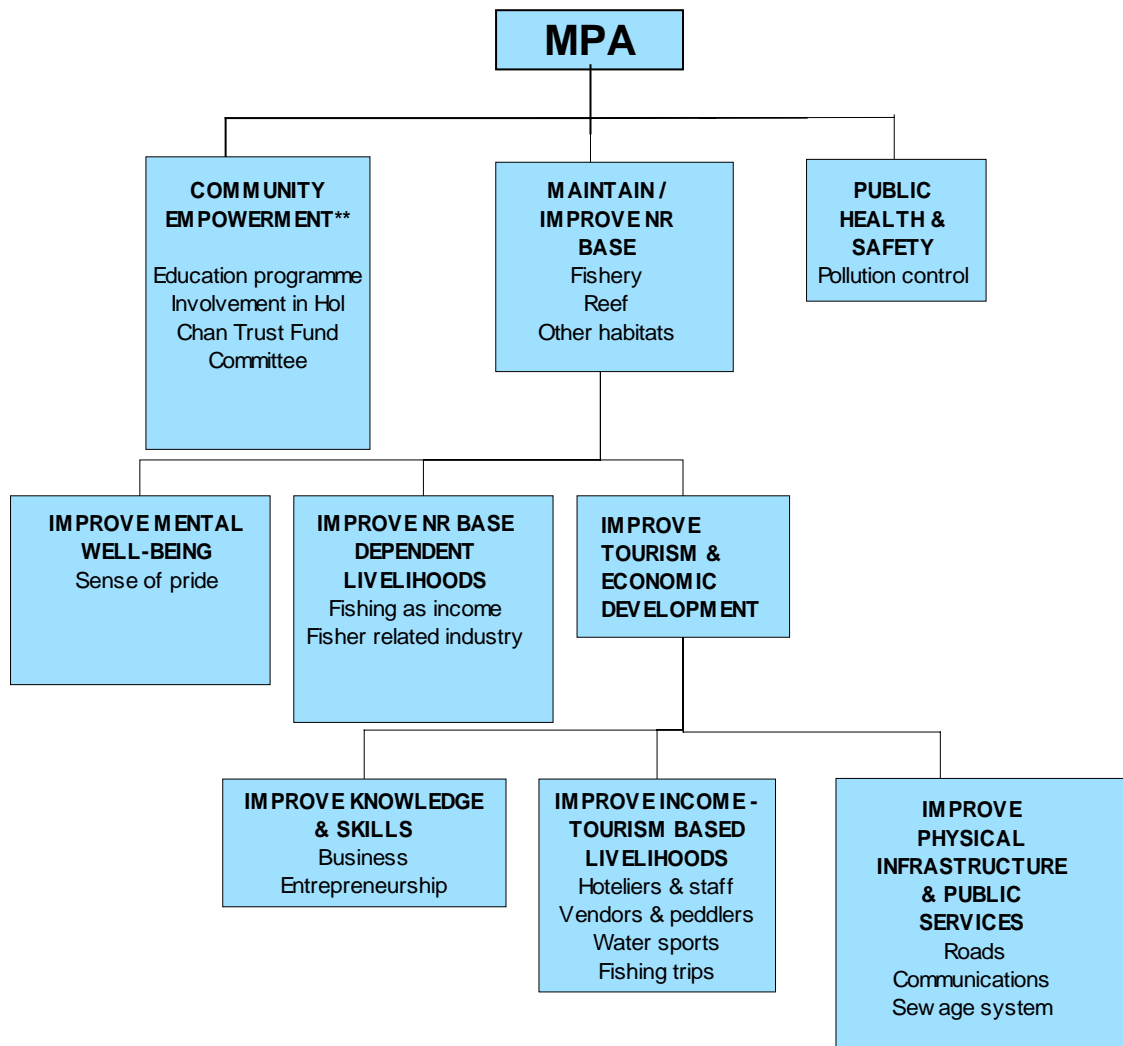 MPA
COMMUNITY
EMPOWERMENT**
Education programme
Involvement in Hol
Chan Trust Fund
Committee
MAINTAIN /
IMPROVE NR
BASE
Fishery
Reef
Other habitats
PUBLIC
HEALTH &
SAFETY
Pollution control
IMPROVE MENTAL
WELL-BEING
Sense of pride
IMPROVE NR BASE
DEPENDENT
LIVELIHOODS
Fishing as income
Fisher related industry
IMPROVE
TOURISM &
ECONOMIC
DEVELOPMENT
IMPROVE KNOWLEDGE
& SKILLS
Business
Entrepreneurship
IMPROVE INCOME -
TOURISM BASED
LIVELIHOODS
Hoteliers & staff
Vendors & peddlers
Water sports
Fishing trips
IMPROVE
PHYSICAL
INFRASTRUCTURE
& PUBLIC
SERVICES
Roads
Communications
Sewage system